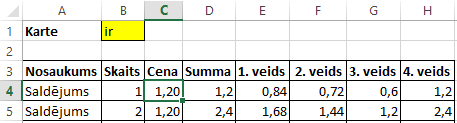 A B C D E F G H
1 Karte ir
2
3 Nosaukums Skaits Cena Summa 1. veids 2. veids 3. veids 4. veids
4 Saldējums 1 1,20 1,2 0,84 0,72 0,6 1,2
5 Saldējums 2 1,20 2,4 1,68 1,44 1,2 2,4